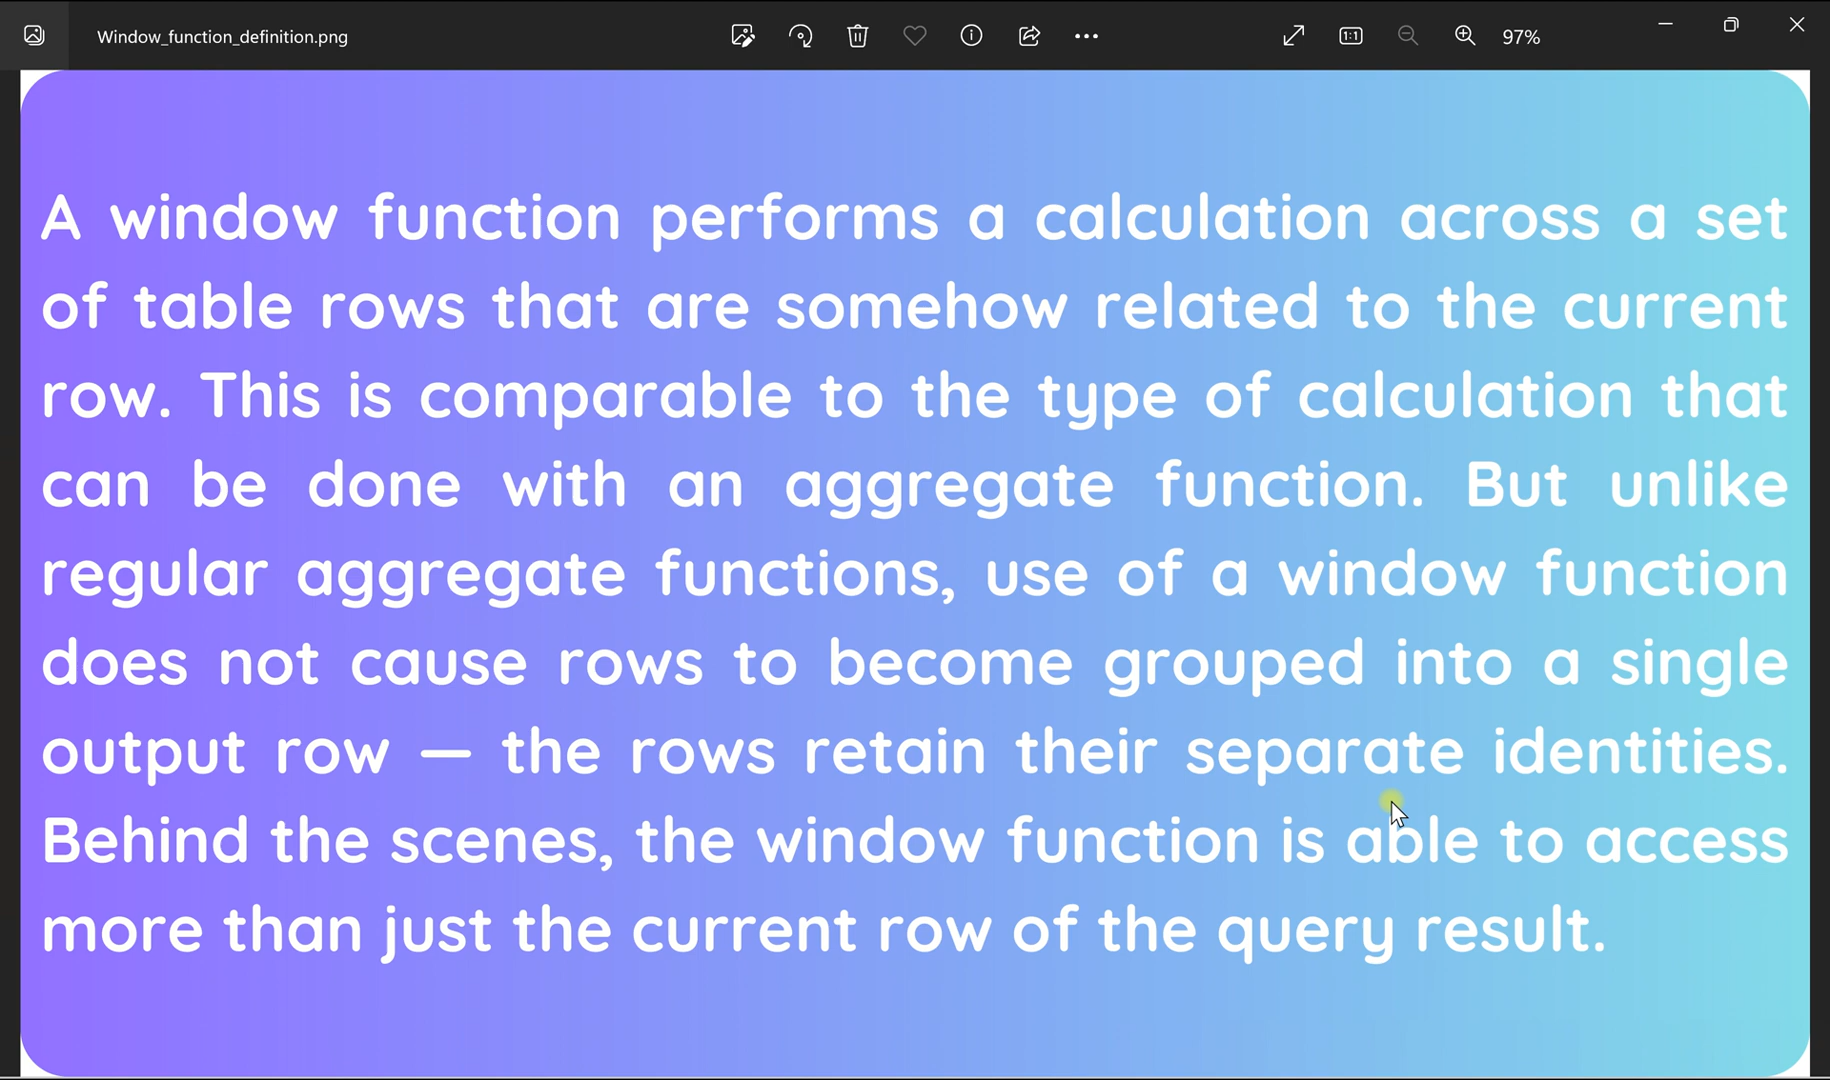 Window_function_definition.png
1:1
97%
A window function performs a calculation across a set
of table rows that are somehow related to the current
row. This is comparable to the type of calculation that
can be done with an aggregate function. But unlike
regular aggregate functions, use of a window function
does not cause rows to become grouped into a single
output row — the rows retain their separate identities.
Behind the scenes, the window function is able to access
more than just the current row of the query result.